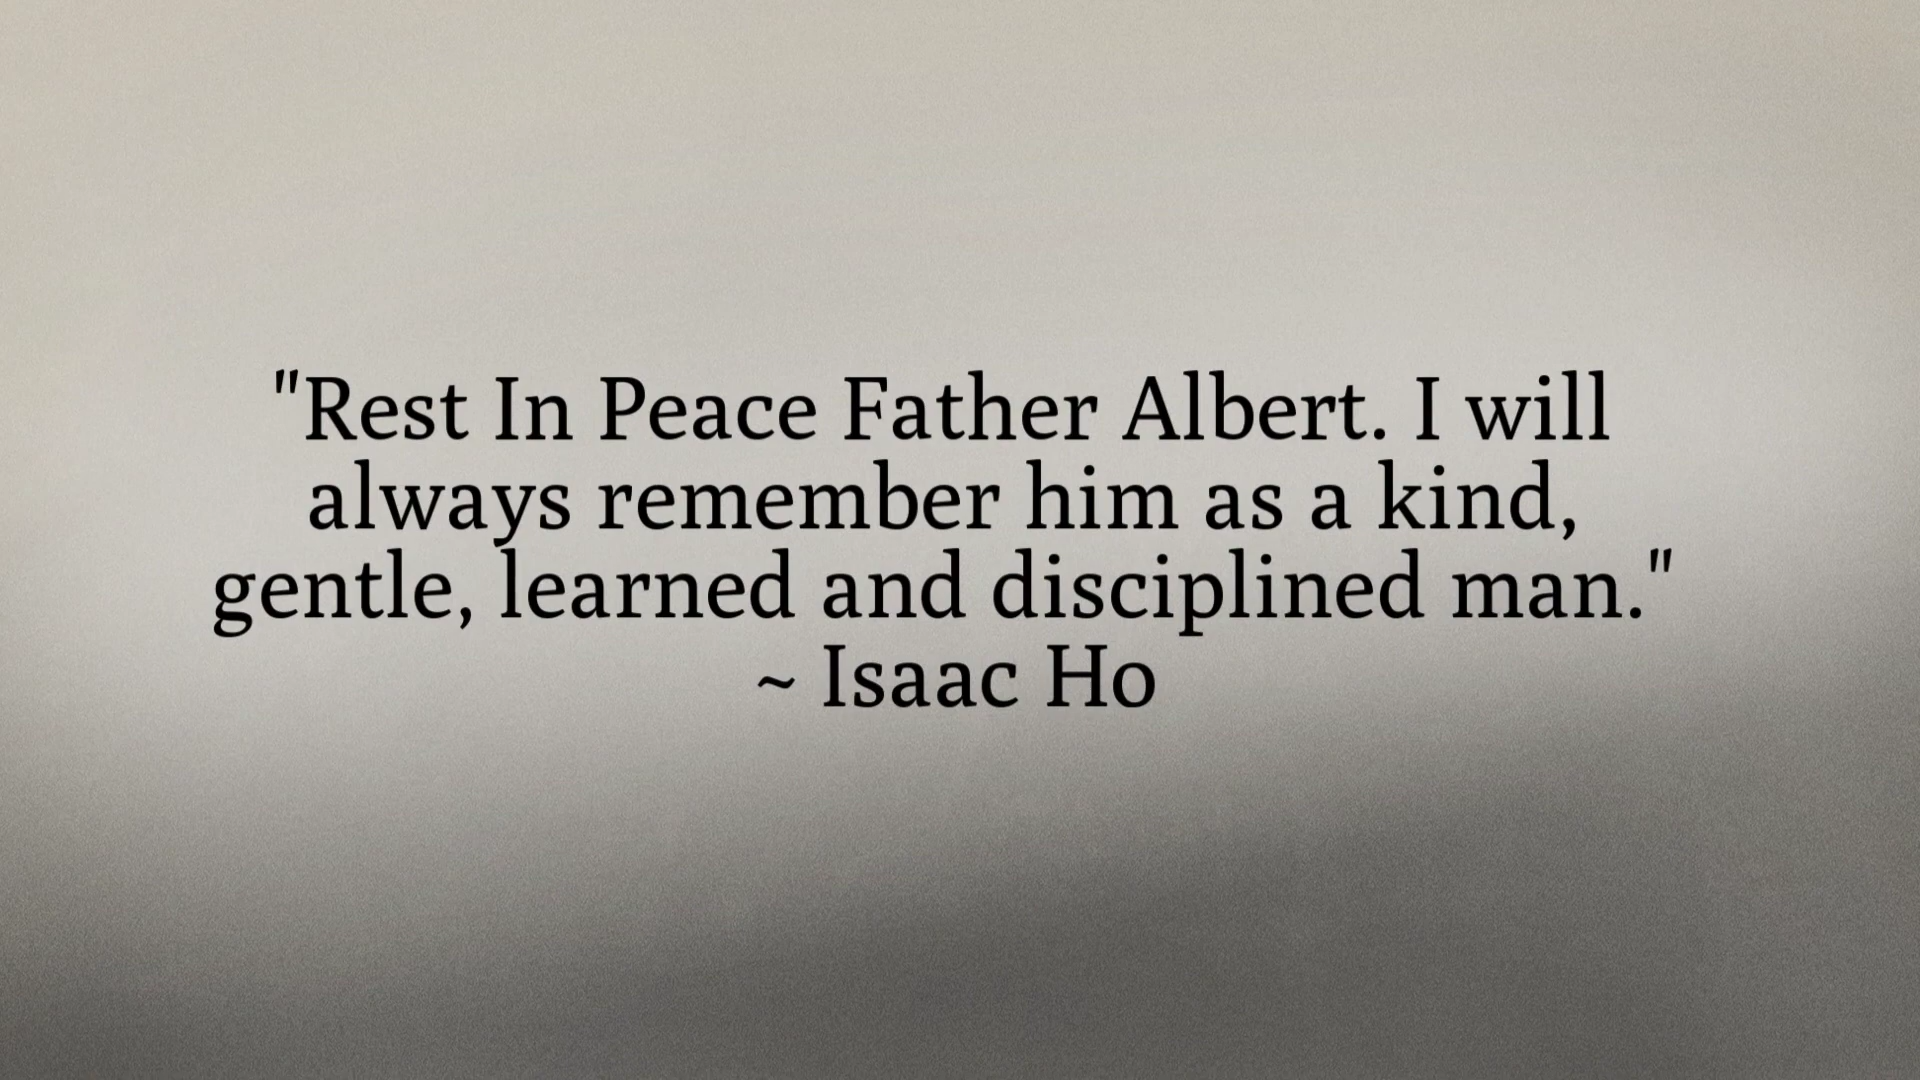 "Rest In Peace Father Albert. I will
always remember him as a kind,
gentle, learned and disciplined man."
~ Isaac Ho